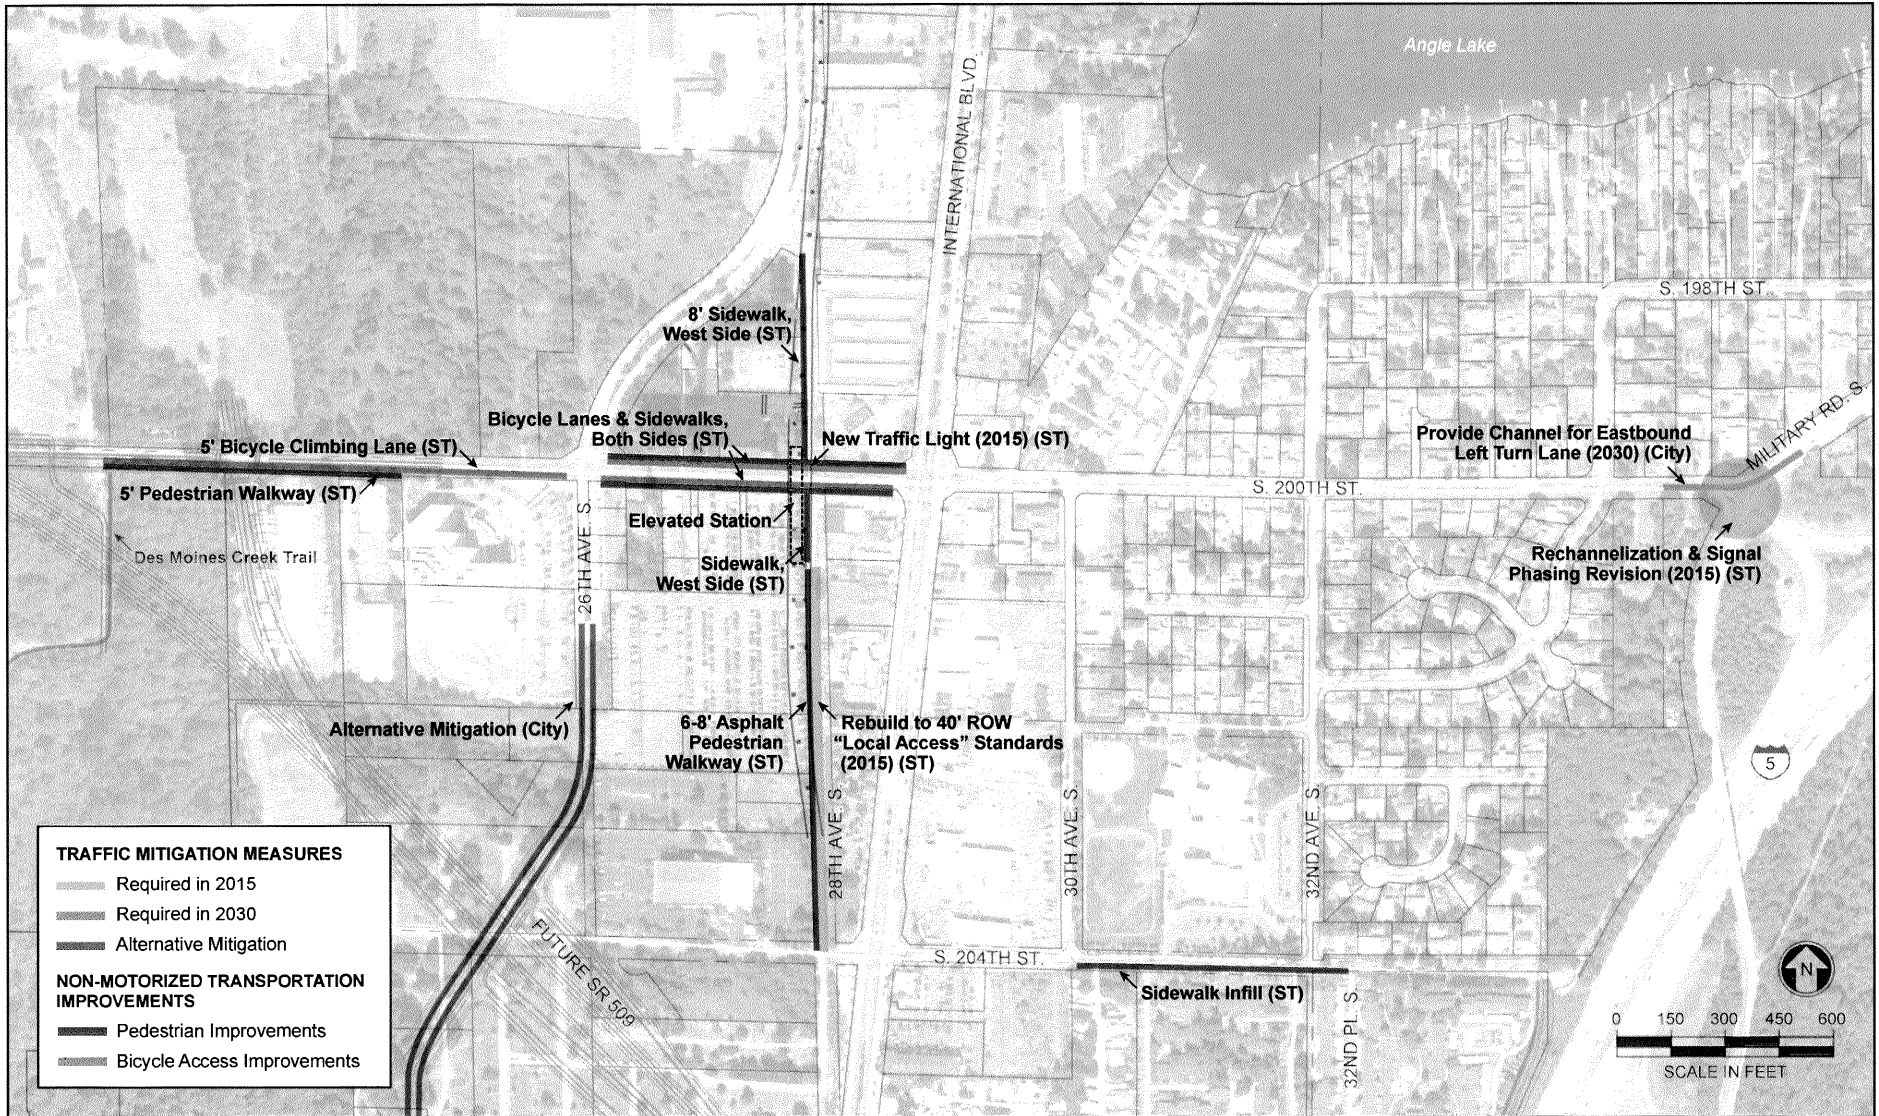 Angle Lake
INTERNATIONAL BLVD.
S. 198TH ST.
8' Sidewalk,
West Side (ST)
Bicycle Lanes & Sidewalks,
Both Sides (ST)
New Traffic Light (2015) (ST)
Provide Channel for Eastbound
Left Turn Lane (2030) (City)
MILITARY RD. S.
5' Bicycle Climbing Lane (ST)
5' Pedestrian Walkway (ST)
S. 200TH ST.
Elevated Station
26TH AVE. S.
Des Moines Creek Trail
Sidewalk,
West Side (ST)
Rechannelization & Signal
Phasing Revision (2015) (ST)
Alternative Mitigation (City)
6-8' Asphalt
Pedestrian
Walkway (ST)
Rebuild to 40' ROW
“Local Access” Standards
(2015) (ST)
5
28TH AVE. S.
30TH AVE. S.
32ND AVE. S.
FUTURE SR 509
S. 204TH ST.
Sidewalk Infill (ST)
32ND PL. S.
TRAFFIC MITIGATION MEASURES
Required in 2015
Required in 2030
Alternative Mitigation
NON-MOTORIZED TRANSPORTATION
IMPROVEMENTS
Pedestrian Improvements
Bicycle Access Improvements
N
0 150 300 450 600
SCALE IN FEET